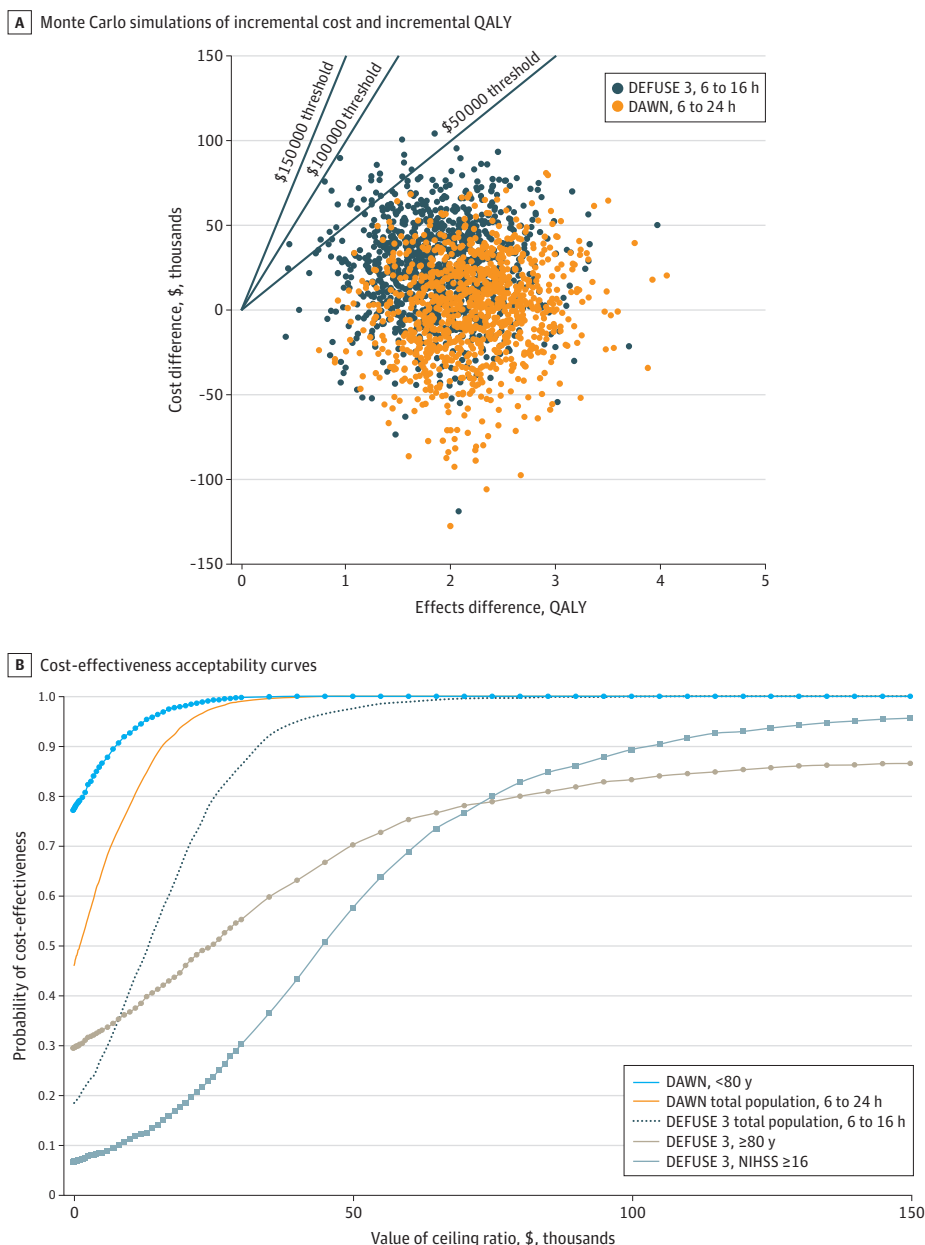 A Monte Carlo simulations of incremental cost and incremental QALY
150
100
50
0
-50
-100
-150
Cost difference, $, thousands
$150 000 threshold
$100 000 threshold
$50 000 threshold
DEFUSE 3, 6 to 16 h
DAWN, 6 to 24 h
0 1 2 3 4 5
Effects difference, QALY
B Cost-effectiveness acceptability curves
1.0
0.9
0.8
0.7
0.6
0.5
0.4
0.3
0.2
0.1
0
Probability of cost-effectiveness
DAWN, <80 y
DAWN total population, 6 to 24 h
DEFUSE 3 total population, 6 to 16 h
DEFUSE 3, ≥80 y
DEFUSE 3, NIHSS ≥16
0 50 100 150
Value of ceiling ratio, $, thousands